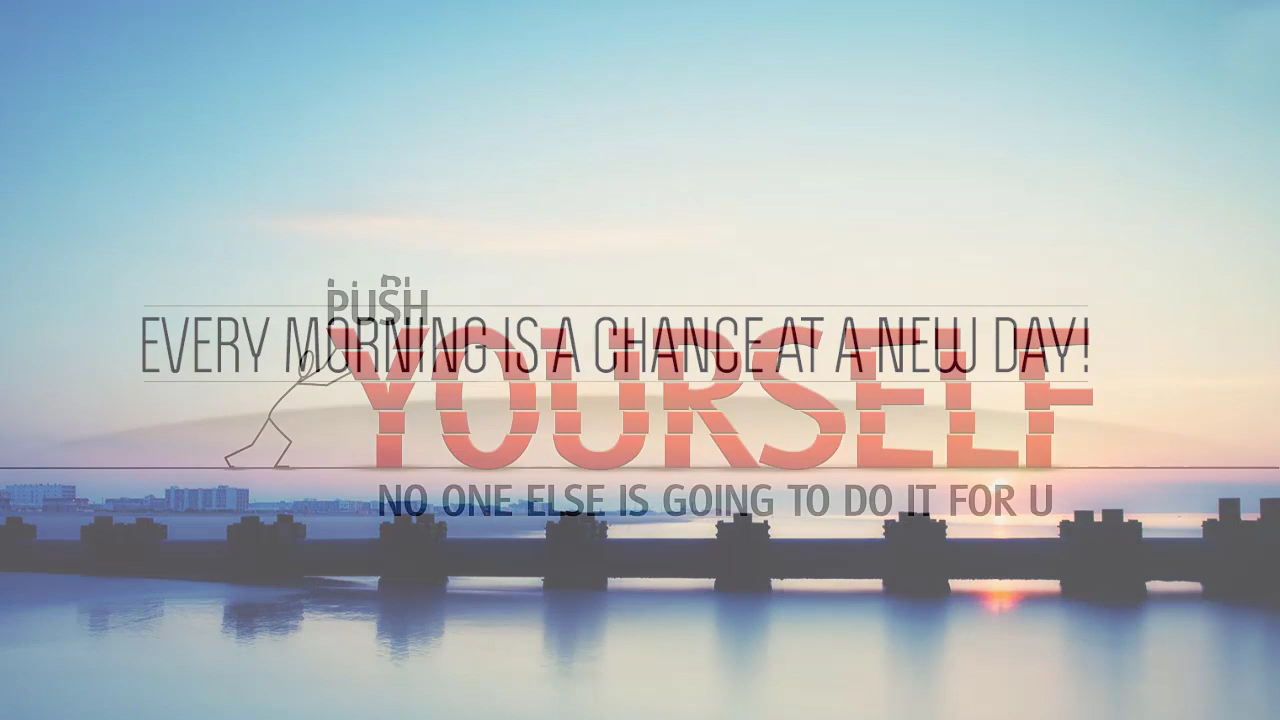 PUSH
EVERY MORNING IS A CHANCE AT A NEW DAY!
YOURSELF
NO ONE ELSE IS GOING TO DO IT FOR U